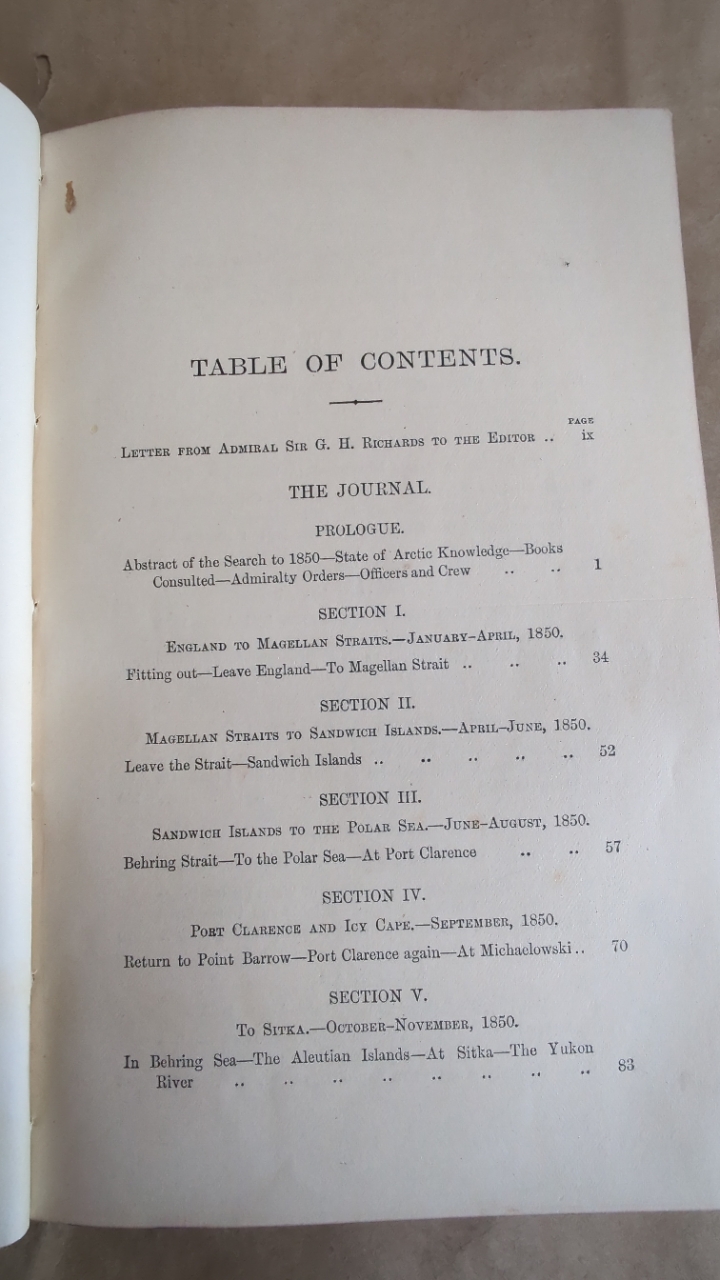 TABLE OF CONTENTS.
PAGE
LETTER FROM ADMIRAL SIR G. H. RICHARDS TO THE EDITOR .. ix
THE JOURNAL.
PROLOGUE.
Abstract of the Search to 1850—State of Arctic Knowledge—Books
Consulted—Admiralty Orders—Officers and Crew .. .. 1
SECTION I.
ENGLAND TO MAGELLAN STRAITS.—JANUARY–APRIL, 1850.
Fitting out—Leave England—To Magellan Strait .. .. .. 34
SECTION II.
MAGELLAN STRAITS TO SANDWICH ISLANDS.—APRIL–JUNE, 1850.
Leave the Strait—Sandwich Islands .. .. .. .. .. 52
SECTION III.
SANDWICH ISLANDS TO THE POLAR SEA.—JUNE–AUGUST, 1850.
Behring Strait—To the Polar Sea—At Port Clarence .. .. 57
SECTION IV.
PORT CLARENCE AND ICY CAPE.—SEPTEMBER, 1850.
Return to Point Barrow—Port Clarence again—At Michaelowski .. 70
SECTION V.
TO SITKA.—OCTOBER–NOVEMBER, 1850.
In Behring Sea—The Aleutian Islands—At Sitka—The Yukon
River .. .. .. .. .. .. .. .. 83